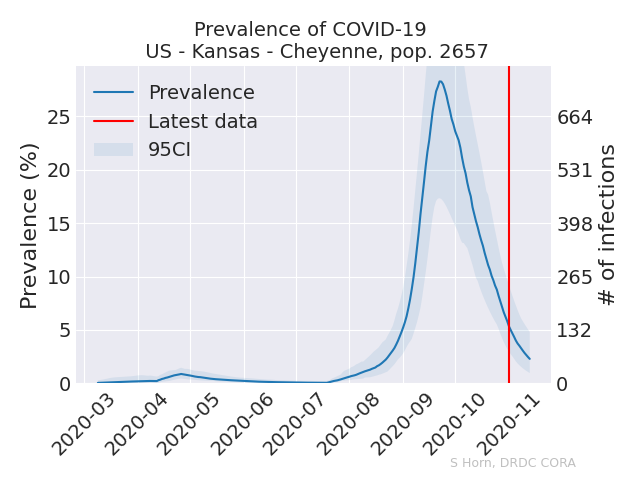 Prevalence of COVID-19
US - Kansas - Cheyenne, pop. 2657
Prevalence
Latest data
95CI
Prevalence (%)
25
20
15
10
5
0
664
531
398
265
132
0
# of infections
2020-03
2020-04
2020-05
2020-06
2020-07
2020-08
2020-09
2020-10
2020-11
S Horn, DRDC CORA